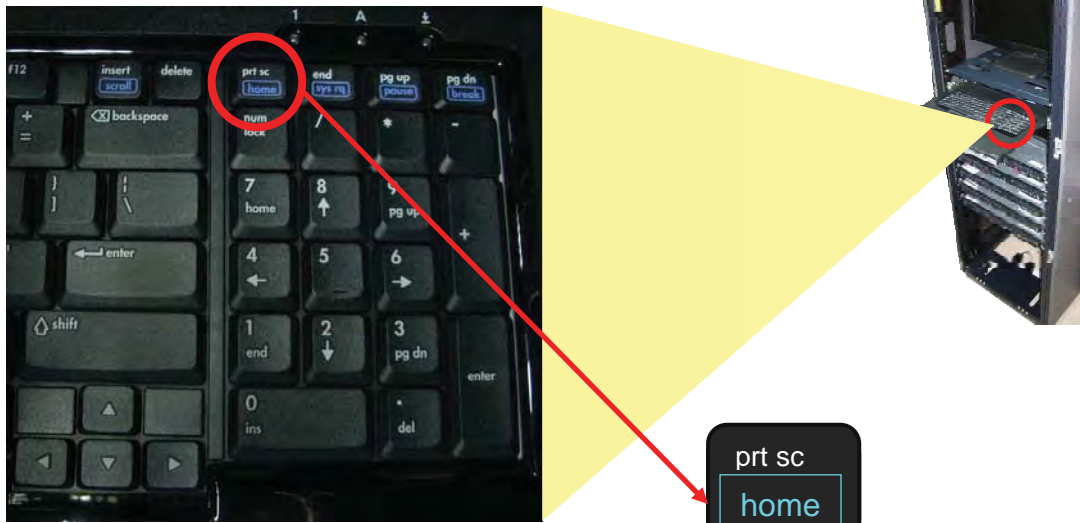 1 A
f12 insert delete prt sc end pg up pg dn
scroll home sys rq pause break
+ backspace num / * -
= lock
} ¦ 7 8 9
] \ home pg up +
enter 4 5 6
shift 1 2 3
end pg dn enter
0 .
ins del
prt sc
home